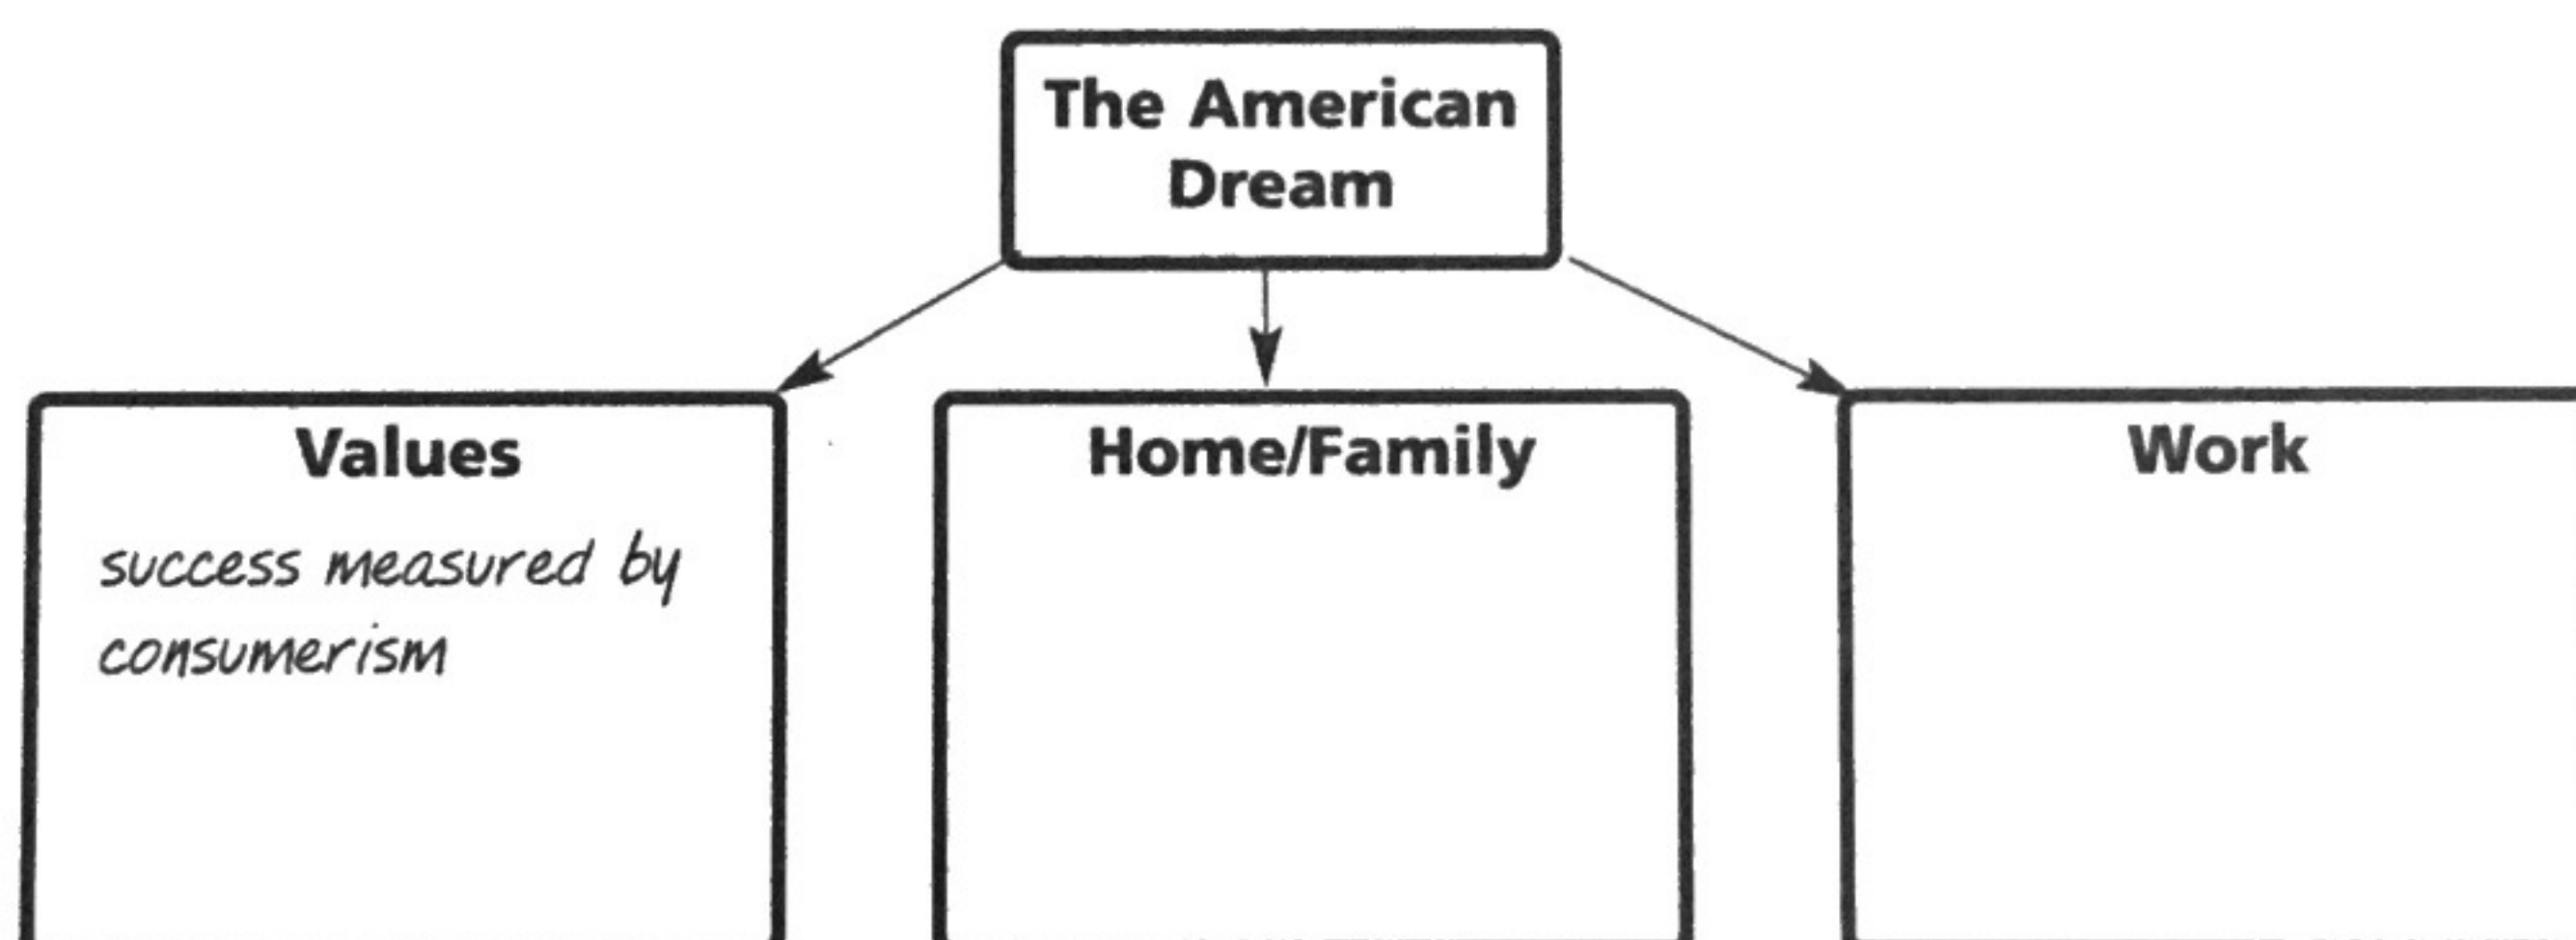 The American
Dream
Values
success measured by
consumerism
Home/Family
Work